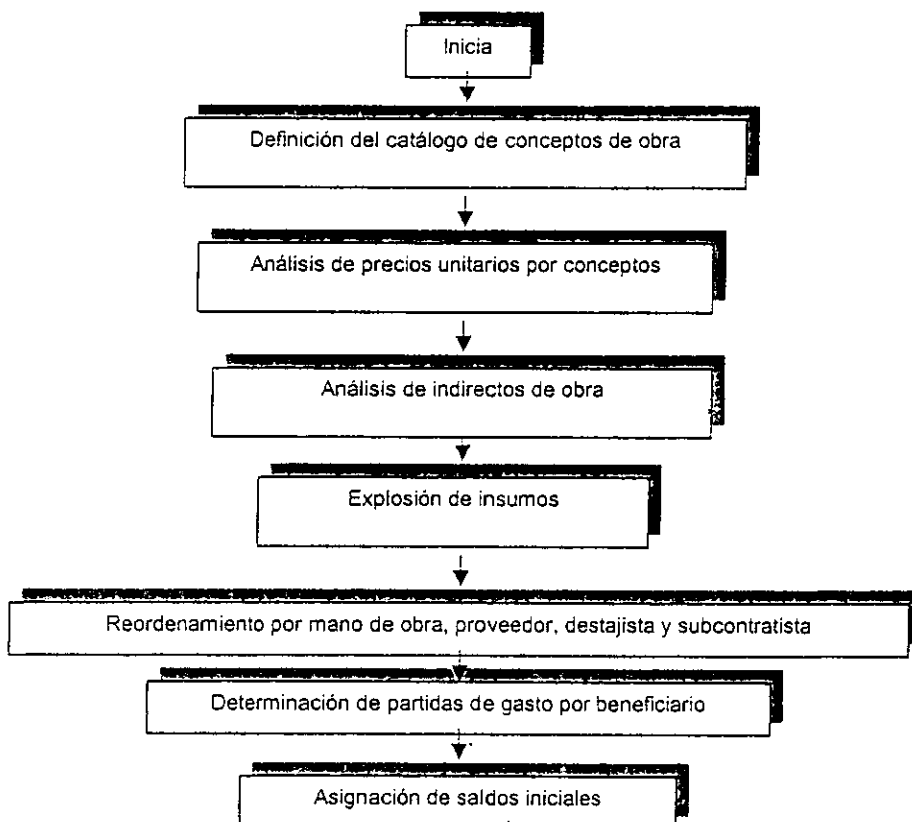 Inicia
Definición del catálogo de conceptos de obra
Análisis de precios unitarios por conceptos
Análisis de indirectos de obra
Explosión de insumos
Reordenamiento por mano de obra, proveedor, destajista y subcontratista
Determinación de partidas de gasto por beneficiario
Asignación de saldos iniciales